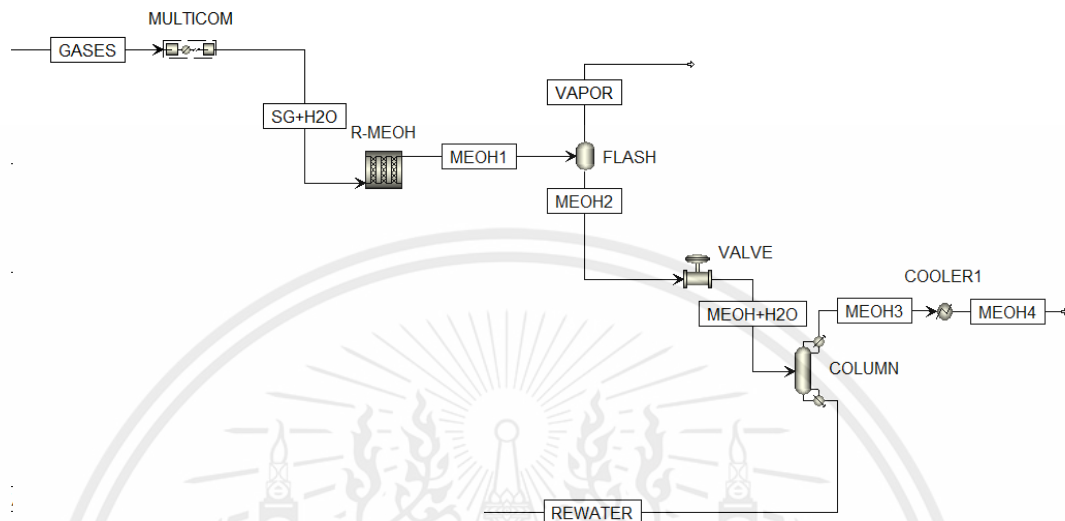 MULTICOM
GASES
VAPOR
SG+H2O
R-MEOH
MEOH1
FLASH
MEOH2
VALVE
COOLER1
MEOH+H2O
MEOH3
MEOH4
COLUMN
REWATER